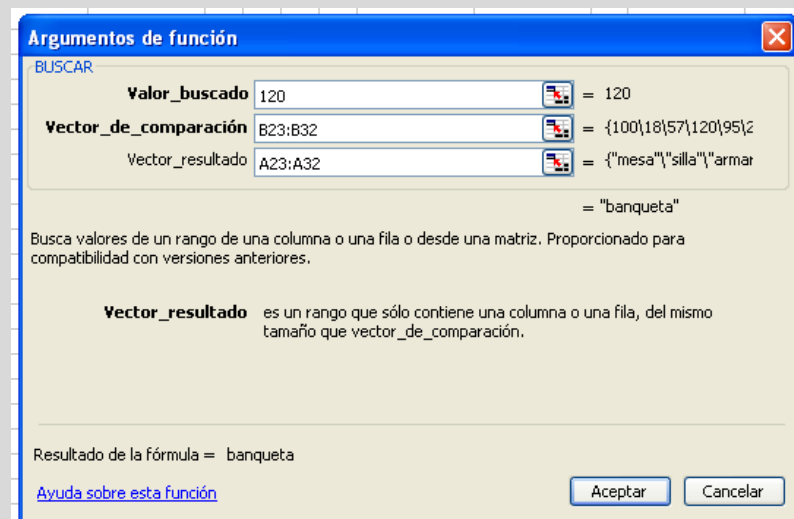 Argumentos de función
BUSCAR
Valor_buscado 120 = 120
Vector_de_comparación B23:B32 = {100\18\57\120\95\2
Vector_resultado A23:A32 = {"mesa"\"silla"\"armar
= "banqueta"
Busca valores de un rango de una columna o una fila o desde una matriz. Proporcionado para
compatibilidad con versiones anteriores.
Vector_resultado es un rango que sólo contiene una columna o una fila, del mismo
tamaño que vector_de_comparación.
Resultado de la fórmula = banqueta
Ayuda sobre esta función Aceptar Cancelar